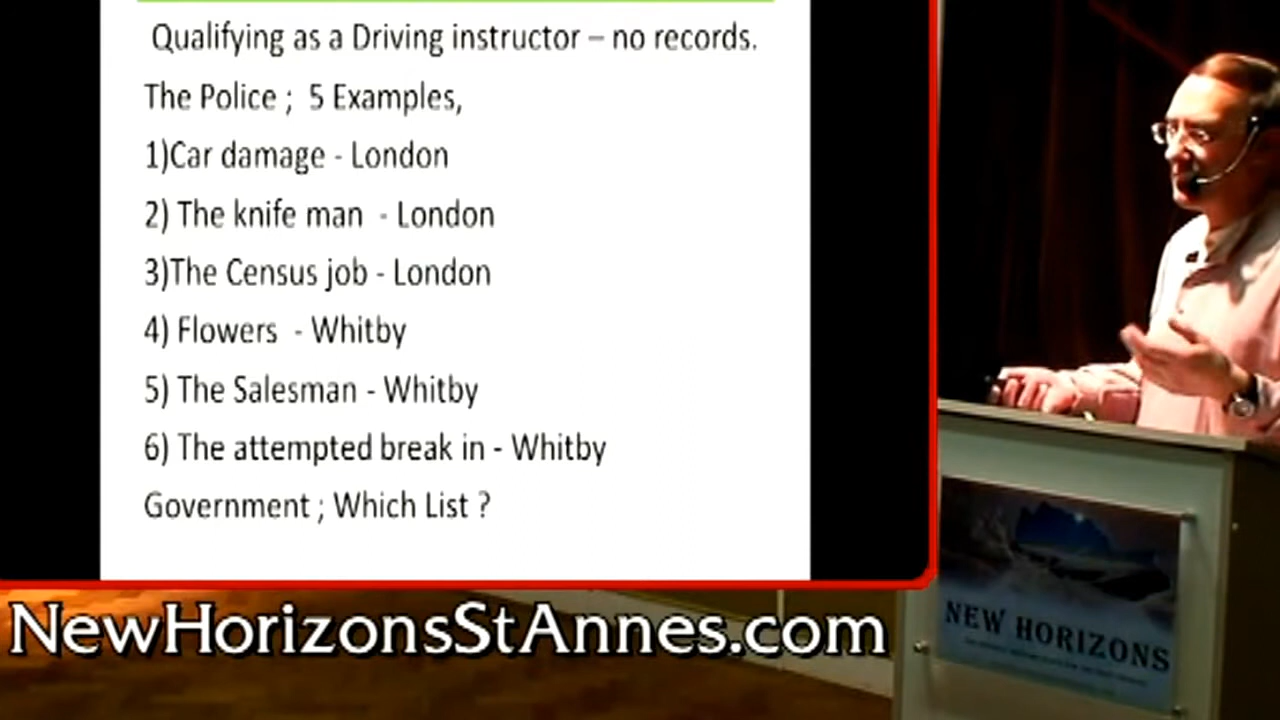 Qualifying as a Driving instructor – no records.
The Police ; 5 Examples,
1)Car damage - London
2) The knife man - London
3)The Census job - London
4) Flowers - Whitby
5) The Salesman - Whitby
6) The attempted break in - Whitby
Government ; Which List ?
NewHorizonsStAnnes.com
NEW HORIZONS